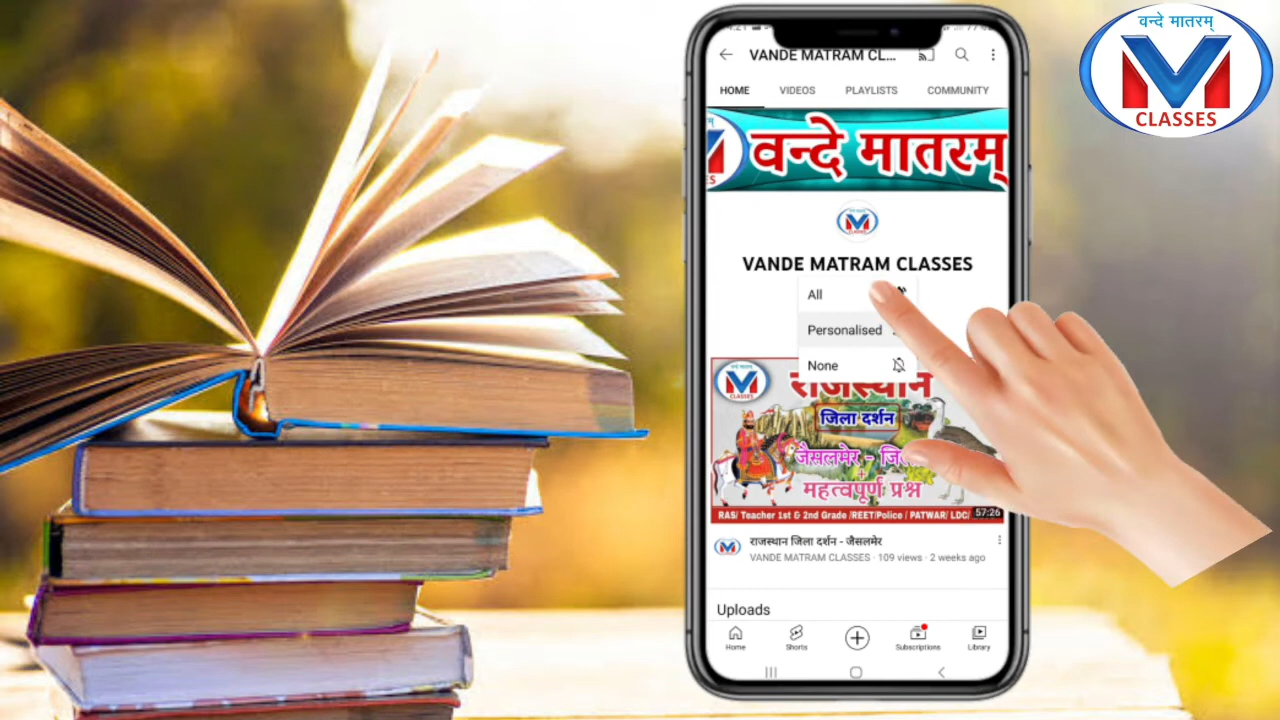 वन्दे मातरम्
CLASSES
VANDE MATRAM CL...
HOME VIDEOS PLAYLISTS COMMUNITY
वन्दे मातरम्
VANDE MATRAM CLASSES
All
Personalised
None
CLASSES
राजस्थान
जिला दर्शन
जैसलमेर -
महत्वपूर्ण प्रश्न
RAS/ Teacher 1st & 2nd Grade /REET/Police / PATWAR/ LDC/
57:26
राजस्थान जिला दर्शन - जैसलमेर
VANDE MATRAM CLASSES · 109 views · 2 weeks ago
Uploads
Home Shorts Subscriptions Library